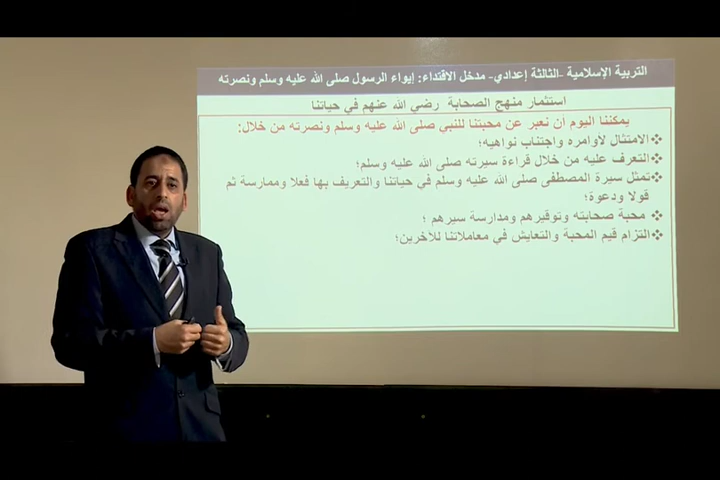 التربية الإسلامية -الثالثة إعدادي- مدخل الاقتداء: إيواء الرسول صلى الله عليه وسلم ونصرته
استثمار منهج الصحابة رضي الله عنهم في حياتنا
يمكننا اليوم أن نعبر عن محبتنا للنبي صلى الله عليه وسلم ونصرته من خلال:
❖الامتثال لأوامره واجتناب نواهيه؛
❖التعرف عليه من خلال قراءة سيرته صلى الله عليه وسلم؛
❖تمثل سيرة المصطفى صلى الله عليه وسلم في حياتنا والتعريف بها فعلا وممارسة ثم
قولا ودعوة؛
❖محبة صحابته وتوقيرهم ومدارسة سيرهم ؛
❖التزام قيم المحبة والتعايش في معاملاتنا للآخرين؛